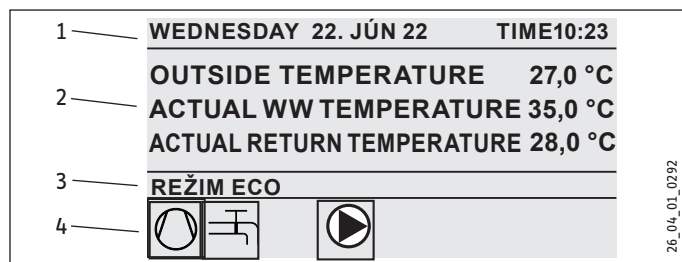 1 WEDNESDAY 22. JÚN 22 TIME10:23
OUTSIDE TEMPERATURE 27,0 °C
2 ACTUAL WW TEMPERATURE 35,0 °C
ACTUAL RETURN TEMPERATURE 28,0 °C
3 REŽIM ECO
4
26_04_01_0292